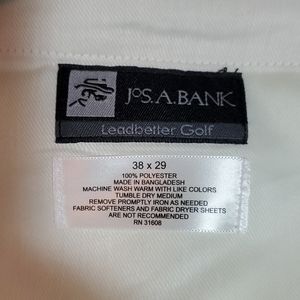 JOS. A. BANK
Leadbetter Golf
38 x 29
100% POLYESTER
MADE IN BANGLADESH
MACHINE WASH WARM WITH LIKE COLORS
TUMBLE DRY MEDIUM
REMOVE PROMPTLY IRON AS NEEDED
FABRIC SOFTENERS AND FABRIC DRYER SHEETS
ARE NOT RECOMMENDED
RN 31608